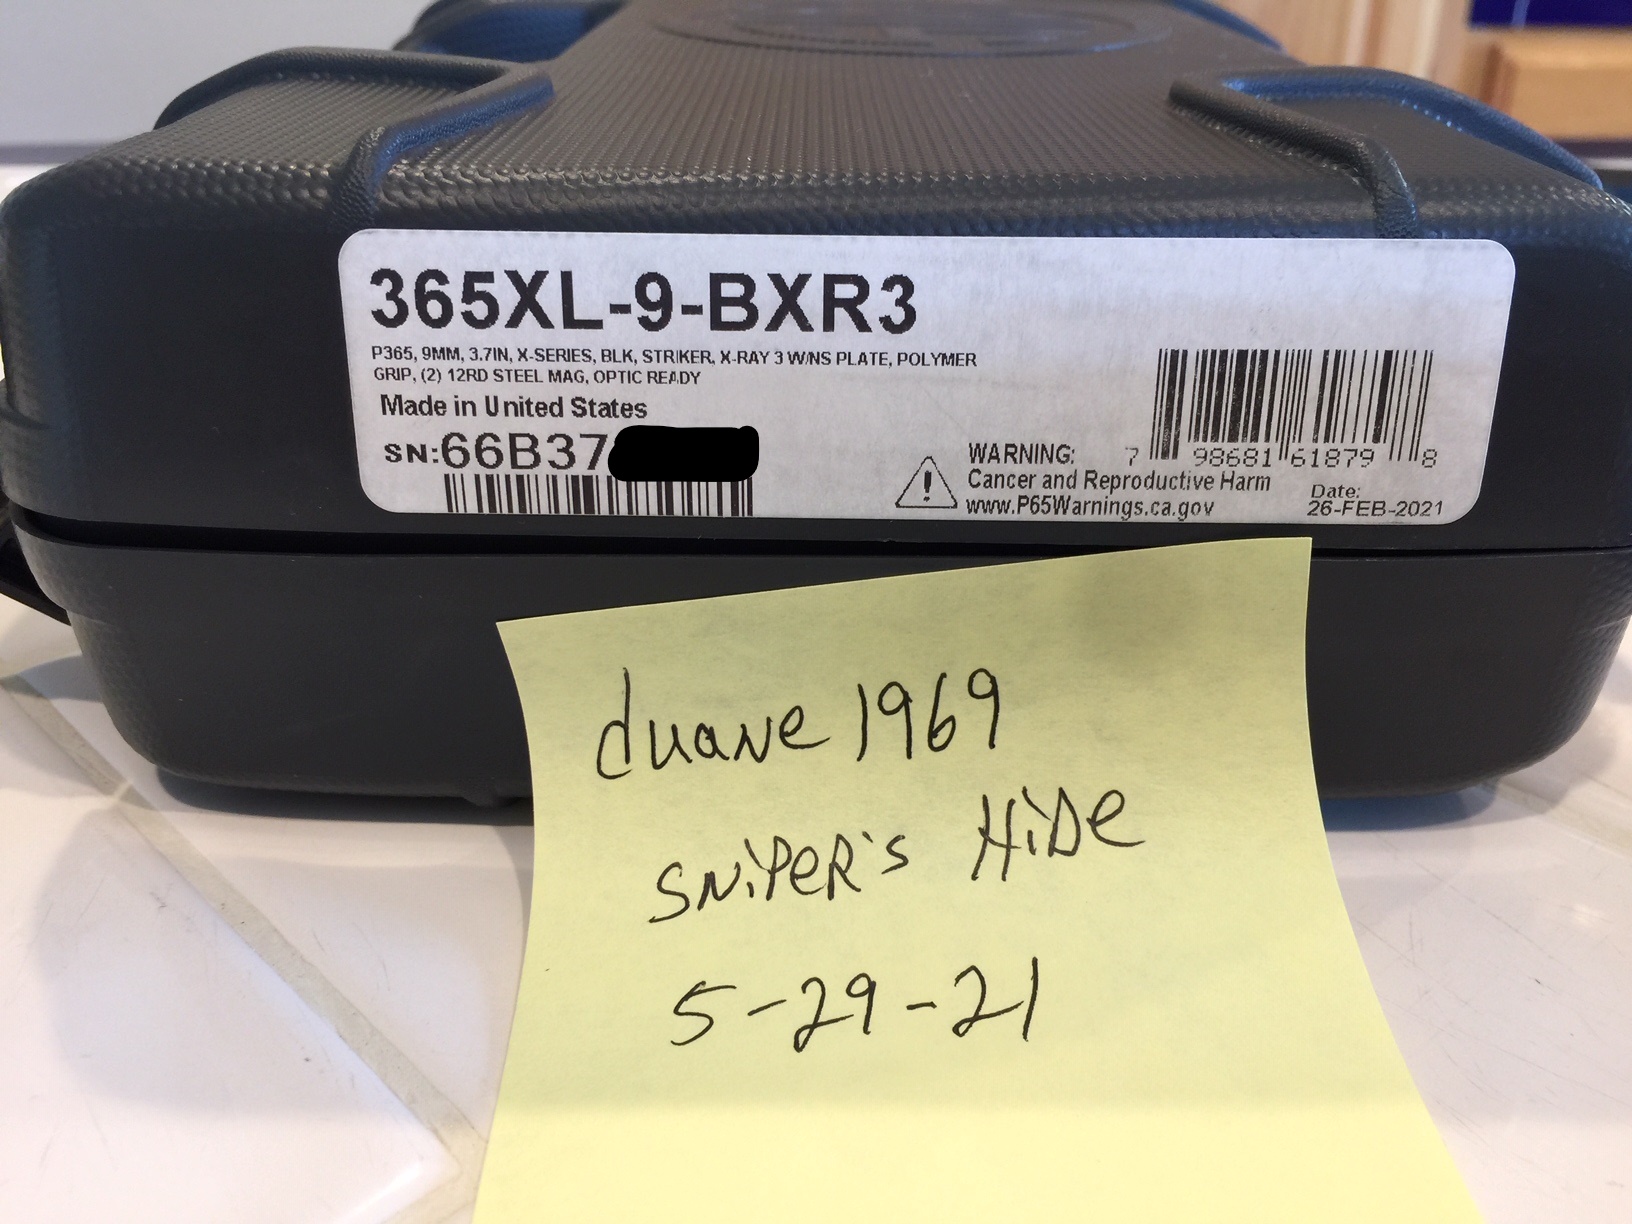 365XL-9-BXR3
P365, 9MM, 3.7IN, X-SERIES, BLK, STRIKER, X-RAY 3 W/NS PLATE, POLYMER
GRIP, (2) 12RD STEEL MAG, OPTIC READY
Made in United States
SN:66B37
WARNING:
Cancer and Reproductive Harm
www.P65Warnings.ca.gov
7 98681 61879 8
Date:
26-FEB-2021
duane 1969
SNiPeR's HiDe
5-29-21